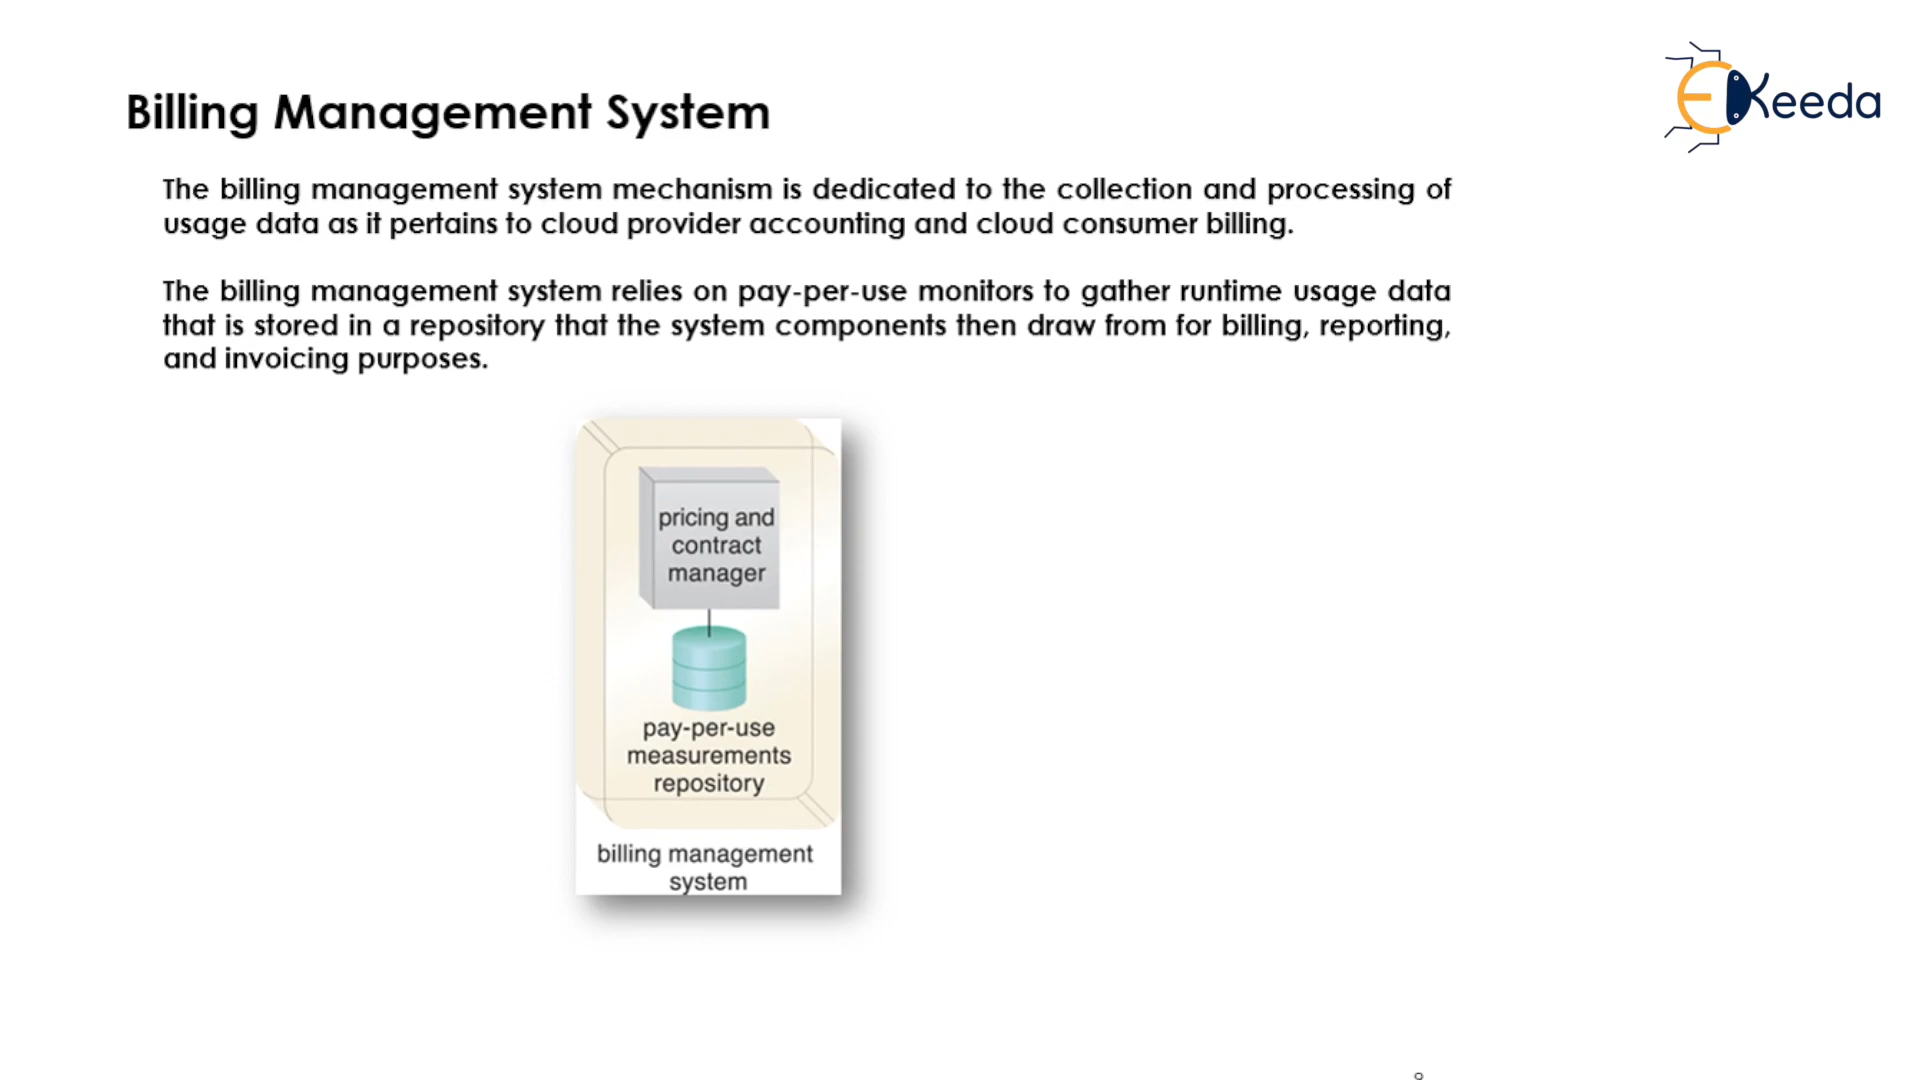 EKeeda
Billing Management System
The billing management system mechanism is dedicated to the collection and processing of
usage data as it pertains to cloud provider accounting and cloud consumer billing.
The billing management system relies on pay-per-use monitors to gather runtime usage data
that is stored in a repository that the system components then draw from for billing, reporting,
and invoicing purposes.
pricing and
contract
manager
pay-per-use
measurements
repository
billing management
system